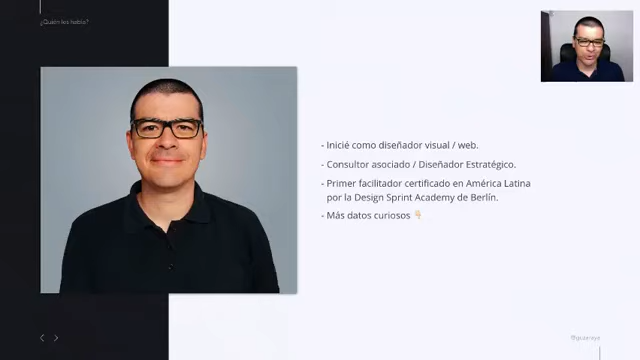 ¿Quién les habla?
- Inicié como diseñador visual / web.
- Consultor asociado / Diseñador Estratégico.
- Primer facilitador certificado en América Latina
por la Design Sprint Academy de Berlín.
- Más datos curiosos 👇🏻